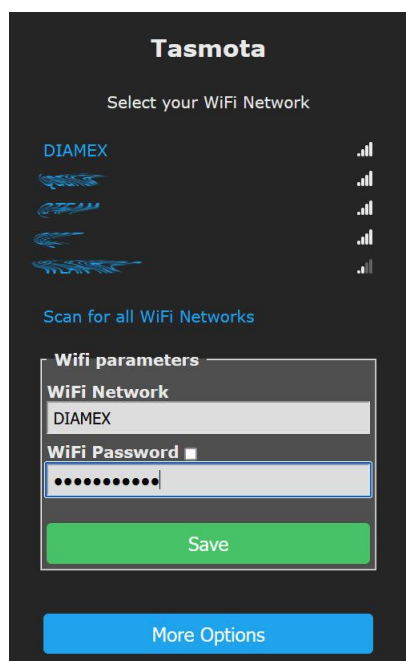 Tasmota
Select your WiFi Network
DIAMEX
Scan for all WiFi Networks
Wifi parameters
WiFi Network
DIAMEX
WiFi Password
•••••••••••
Save
More Options